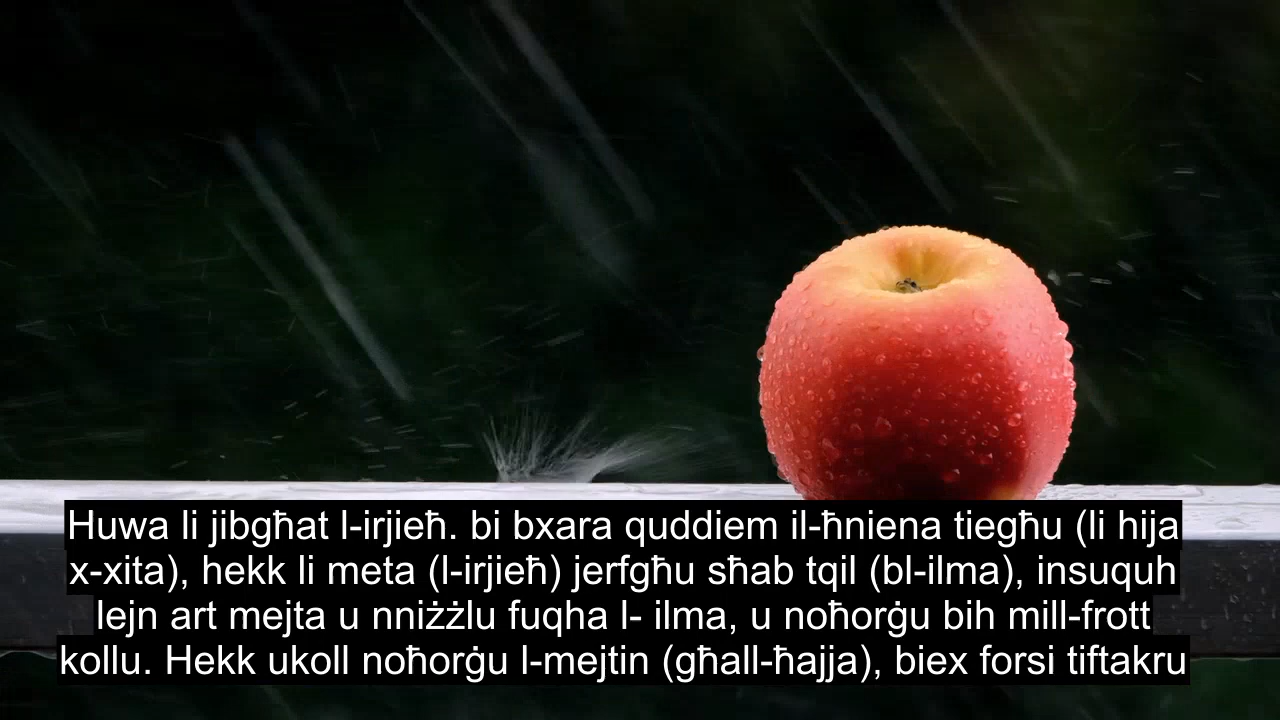 Huwa li jibgħat l-irjieħ. bi bxara quddiem il-ħniena tiegħu (li hija
x-xita), hekk li meta (l-irjieħ) jerfgħu sħab tqil (bl-ilma), insuquh
lejn art mejta u nniżżlu fuqha l- ilma, u noħorġu bih mill-frott
kollu. Hekk ukoll noħorġu l-mejtin (għall-ħajja), biex forsi tiftakru